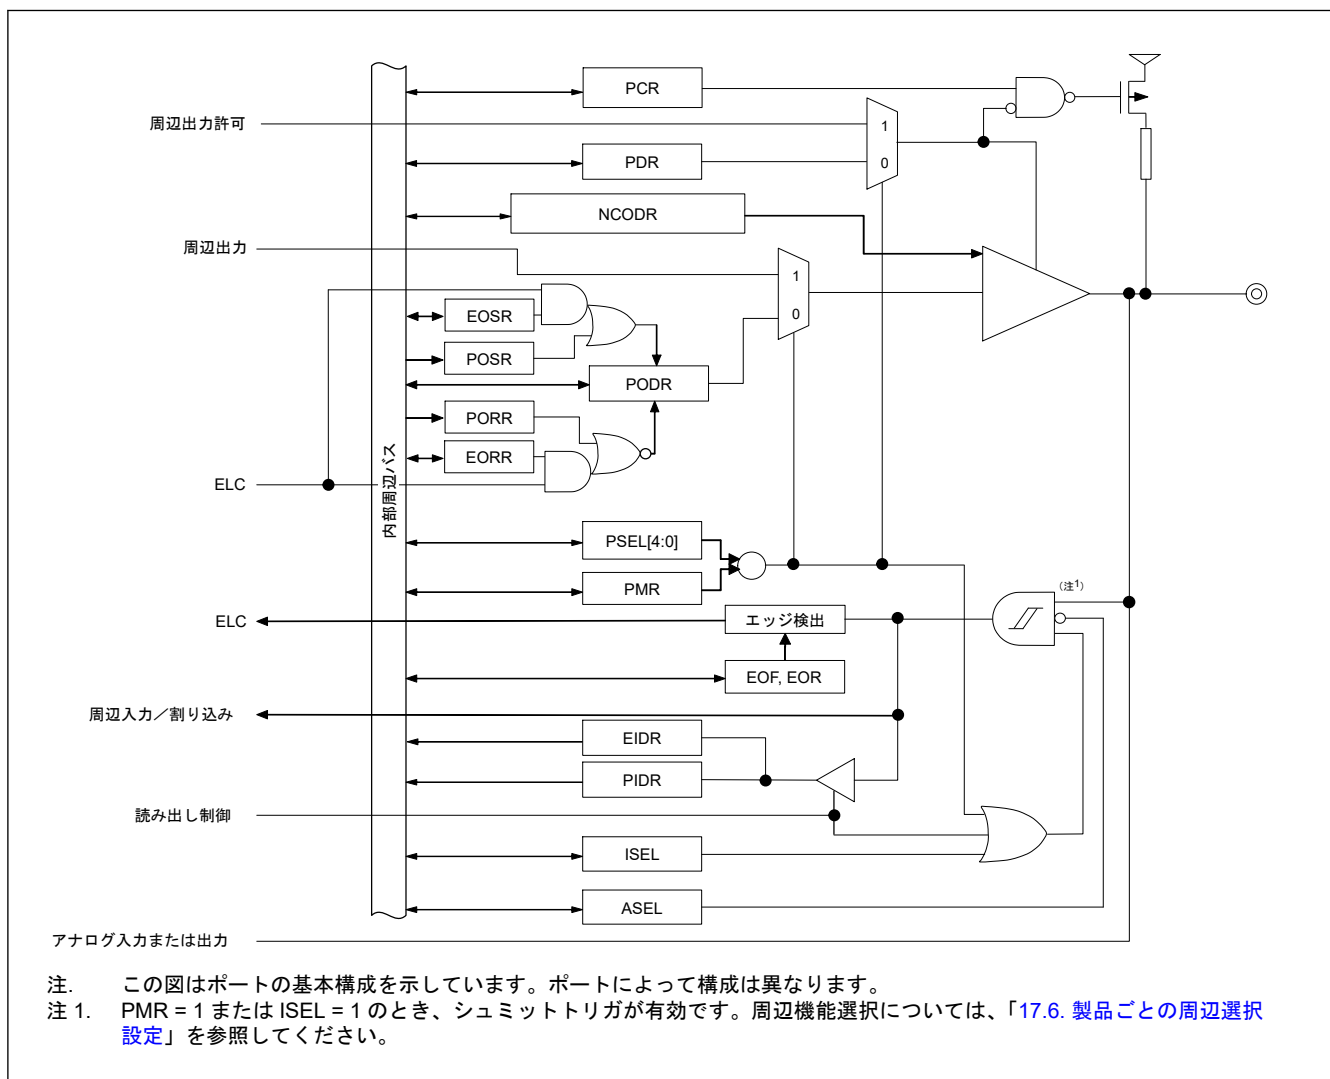 PCR
周辺出力許可
1
PDR
0
NCODR
周辺出力
1
EOSR
0
POSR
PODR
PORR
EORR
ELC
内部周辺バス
PSEL[4:0]
PMR
(注1)
ELC
エッジ検出
EOF, EOR
周辺入力／割り込み
EIDR
PIDR
読み出し制御
ISEL
ASEL
アナログ入力または出力
注. この図はポートの基本構成を示しています。ポートによって構成は異なります。
注 1. PMR = 1 または ISEL = 1 のとき、シュミットトリガが有効です。周辺機能選択については、「17.6. 製品ごとの周辺選択
設定」を参照してください。